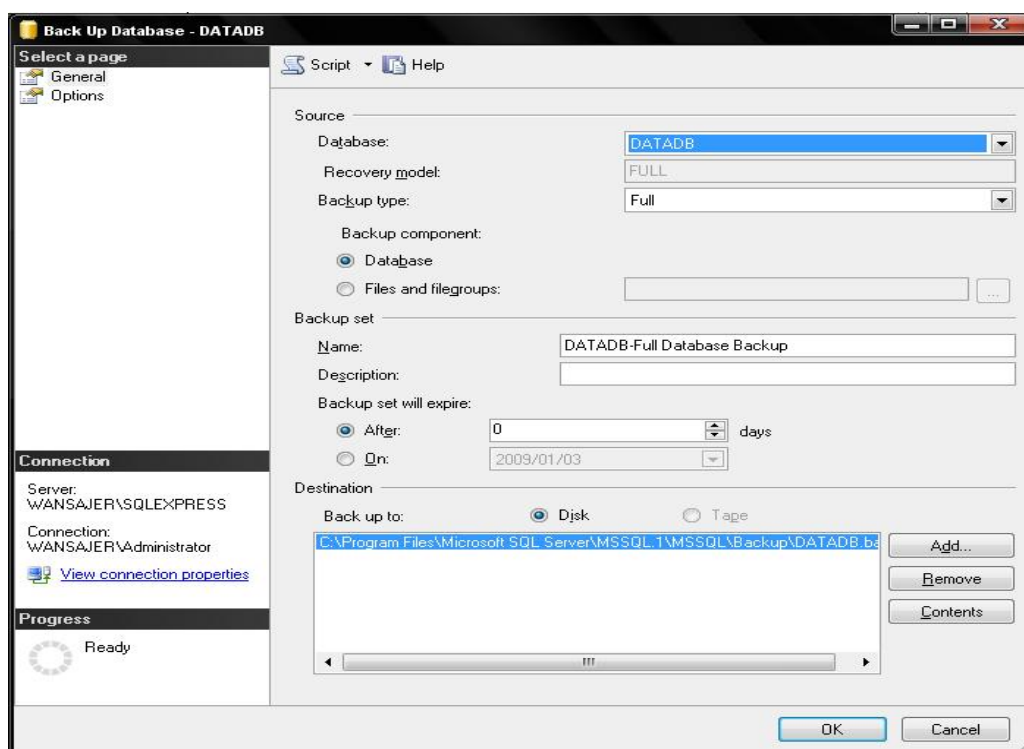 Back Up Database - DATADB
Select a page
General
Options
Script Help
Source
Database: DATADB
Recovery model: FULL
Backup type: Full
Backup component:
Database
Files and filegroups: ...
Backup set
Name: DATADB-Full Database Backup
Description:
Backup set will expire:
After: 0 days
On: 2009/01/03
Destination
Back up to: Disk Tape
C:\Program Files\Microsoft SQL Server\MSSQL.1\MSSQL\Backup\DATADB.ba
Add...
Remove
Contents
Connection
Server:
WANSAJER\SQLEXPRESS
Connection:
WANSAJER\Administrator
View connection properties
Progress
Ready
OK Cancel